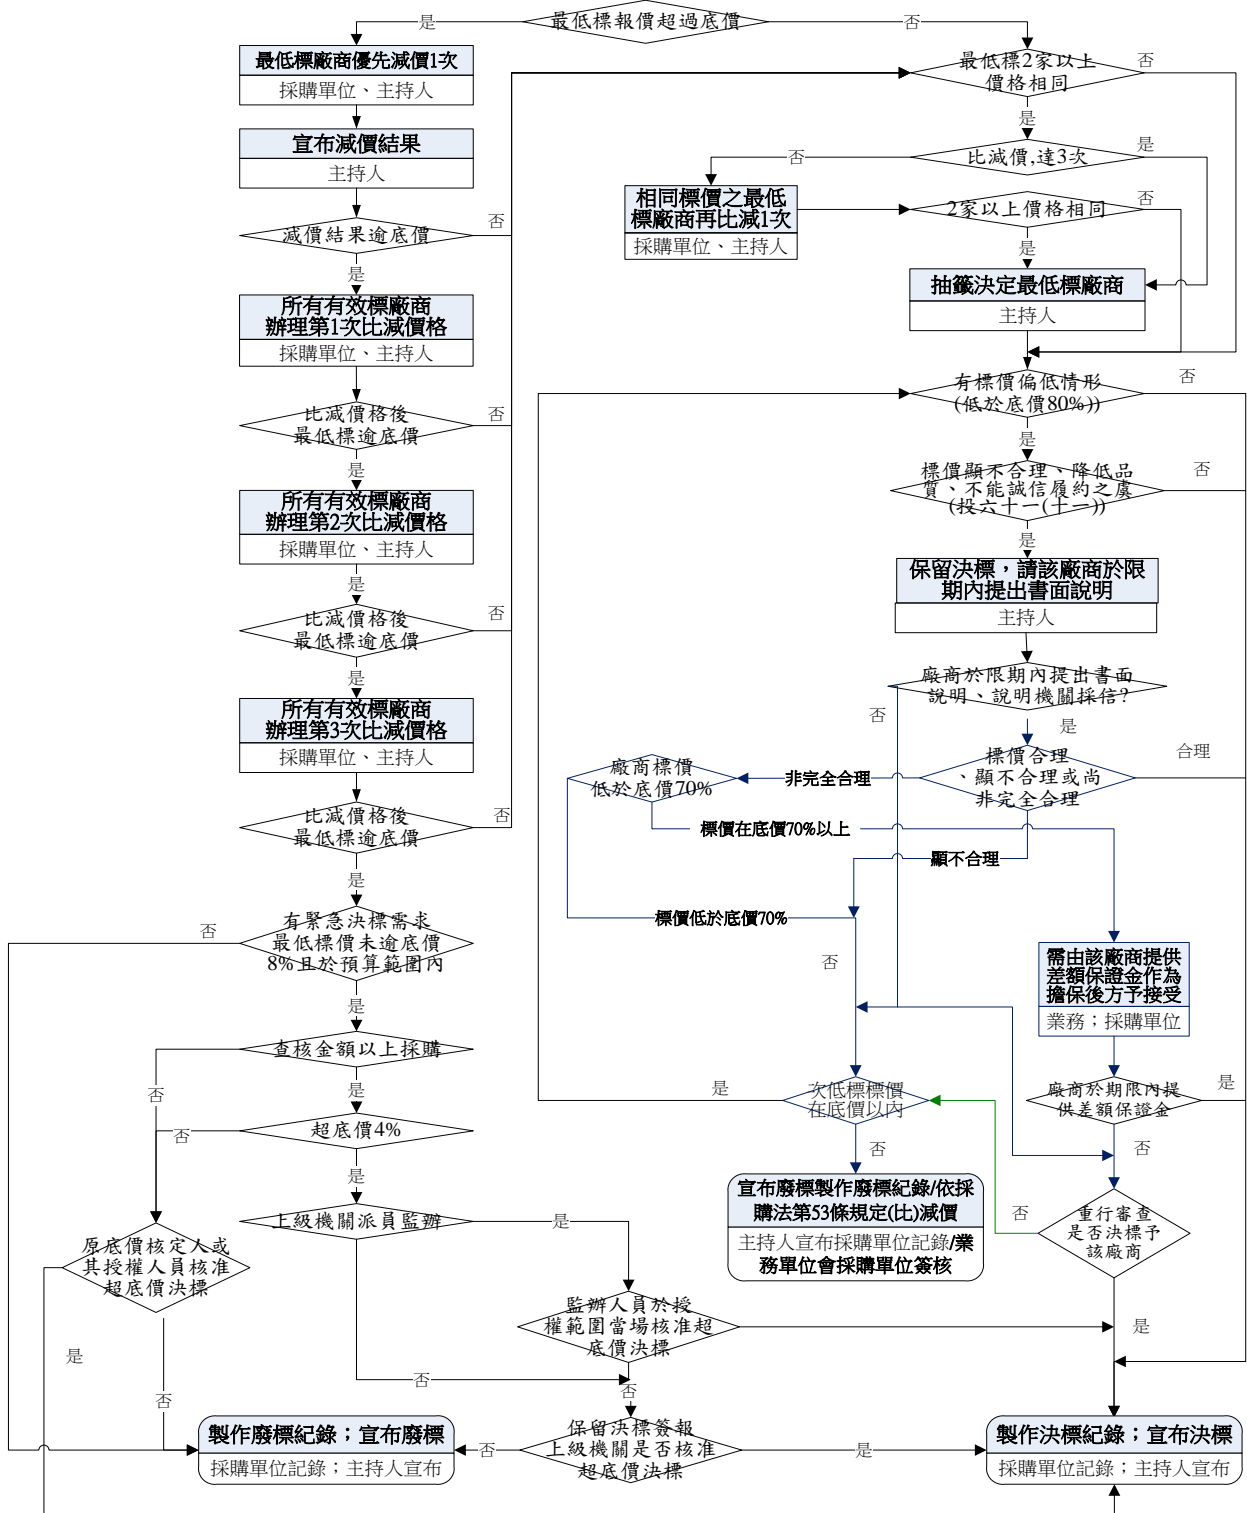 最低標報價超過底價
是
否
最低標廠商優先減價1次
採購單位、主持人
最低標2家以上
價格相同
否
是
宣布減價結果
主持人
比減價,達3次
否
是
相同標價之最低
標廠商再比減1次
採購單位、主持人
2家以上價格相同
否
是
減價結果逾底價
否
是
抽籤決定最低標廠商
主持人
所有有效標廠商
辦理第1次比減價格
採購單位、主持人
有標價偏低情形
(低於底價80%))
否
是
比減價格後
最低標逾底價
否
是
標價顯不合理、降低品
質、不能誠信履約之虞
(投六十一(十一))
否
是
所有有效標廠商
辦理第2次比減價格
採購單位、主持人
保留決標，請該廠商於限
期內提出書面說明
主持人
是
比減價格後
最低標逾底價
否
是
廠商於限期內提出書面
說明、說明機關採信?
否
是
所有有效標廠商
辦理第3次比減價格
採購單位、主持人
標價合理
、顯不合理或尚
非完全合理
合理
非完全合理
廠商標價
低於底價70%
標價在底價70%以上
顯不合理
標價低於底價70%
比減價格後
最低標逾底價
否
是
有緊急決標需求
最低標價未逾底價
8%且於預算範圍內
否
是
否
需由該廠商提供
差額保證金作為
擔保後方予接受
業務；採購單位
查核金額以上採購
否
是
次低標標價
在底價以內
是
否
廠商於期限內提
供差額保證金
是
否
超底價4%
否
是
宣布廢標製作廢標紀錄/依採
購法第53條規定(比)減價
主持人宣布採購單位記錄/業
務單位會採購單位簽核
重行審查
是否決標予
該廠商
否
是
上級機關派員監辦
是
否
原底價核定人或
其授權人員核准
超底價決標
是
否
監辦人員於授
權範圍當場核准超
底價決標
否
保留決標簽報
上級機關是否核准
超底價決標
否
是
製作廢標紀錄；宣布廢標
採購單位記錄；主持人宣布
製作決標紀錄；宣布決標
採購單位記錄；主持人宣布